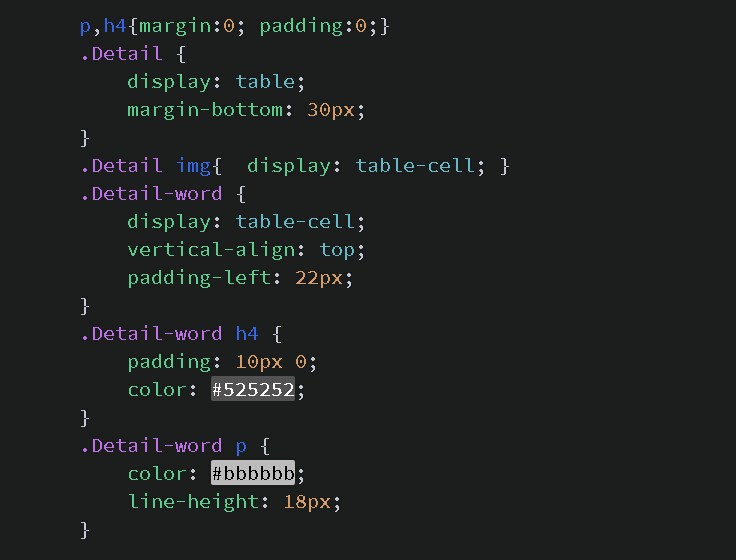 p,h4{margin:0; padding:0;}
.Detail {
display: table;
margin-bottom: 30px;
}
.Detail img{  display: table-cell; }
.Detail-word {
display: table-cell;
vertical-align: top;
padding-left: 22px;
}
.Detail-word h4 {
padding: 10px 0;
color: #525252;
}
.Detail-word p {
color: #bbbbbb;
line-height: 18px;
}